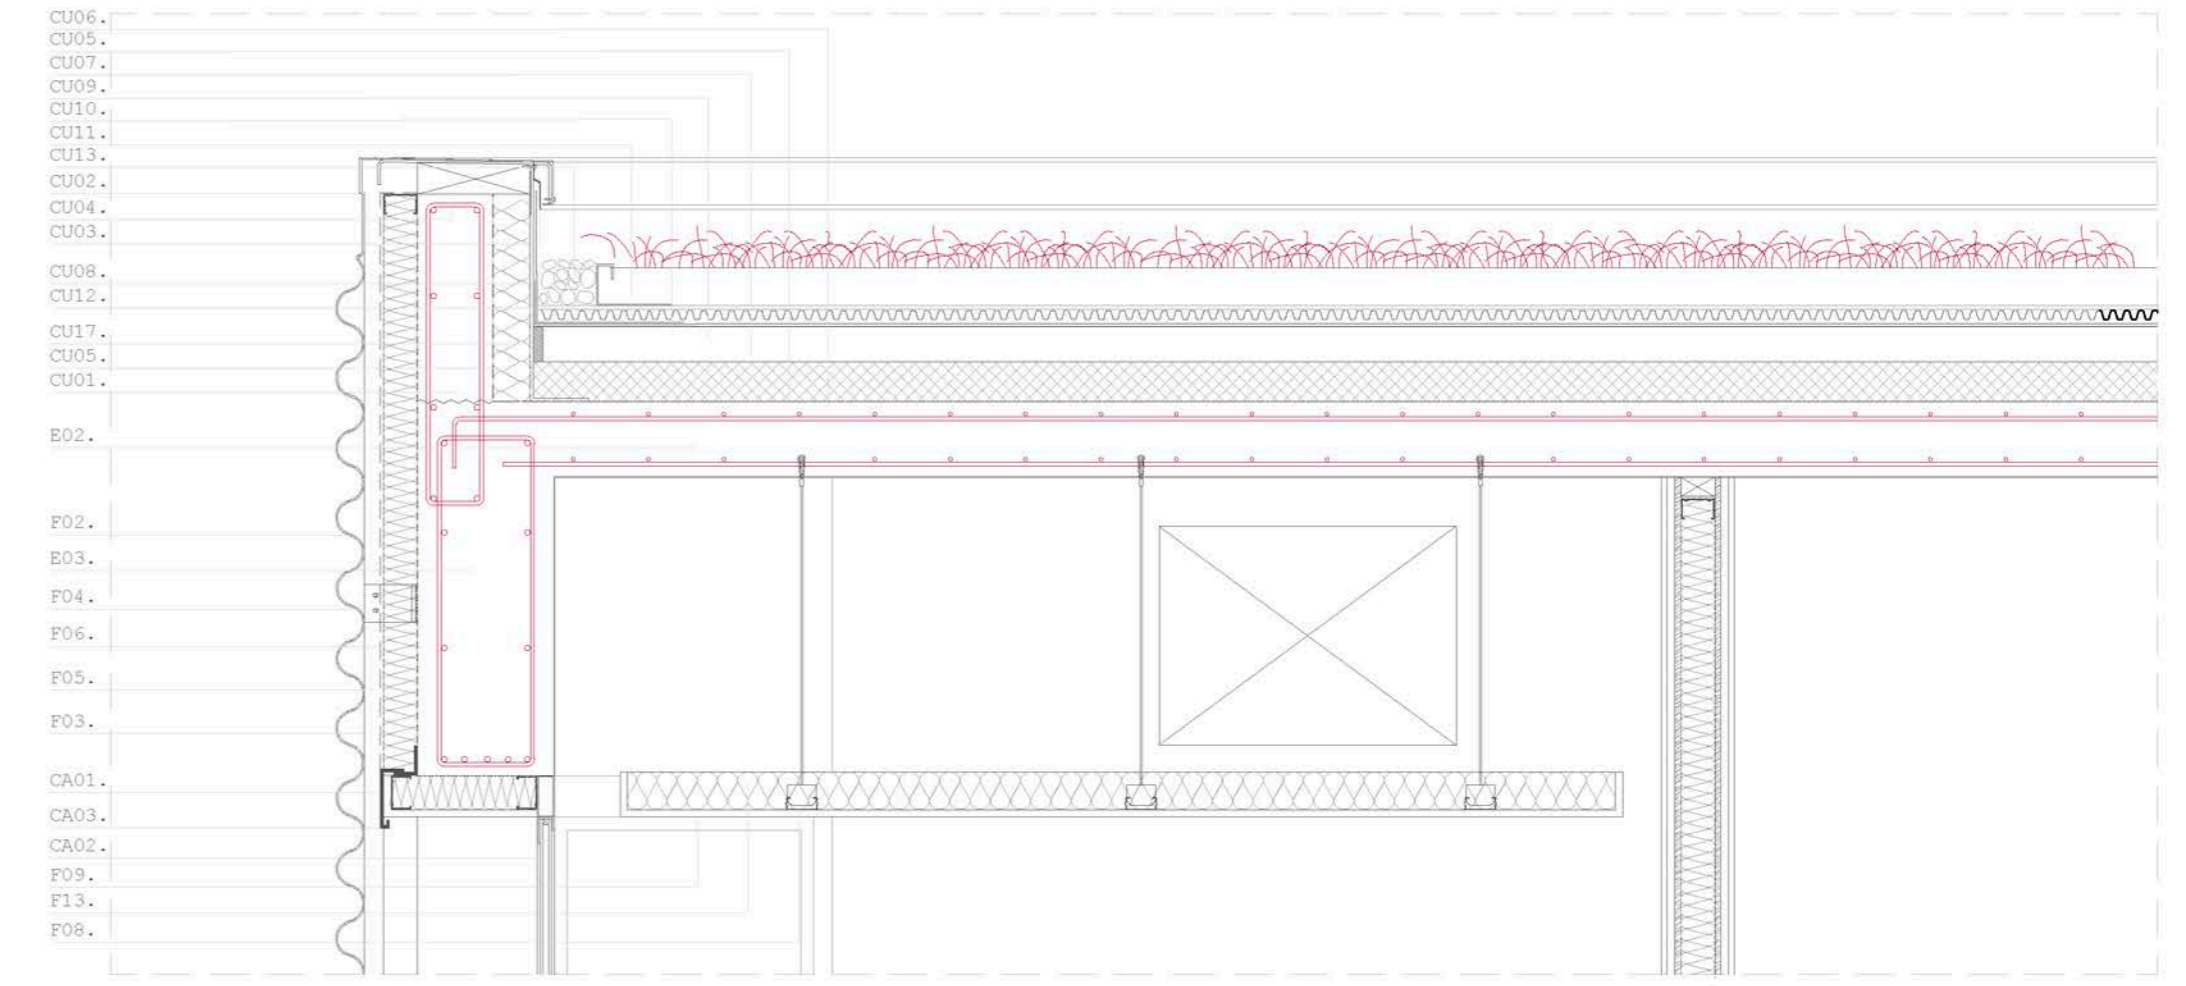 CU06.
CU05.
CU07.
CU09.
CU10.
CU11.
CU13.
CU02.
CU04.
CU03.
CU08.
CU12.
CU17.
CU05.
CU01.
E02.
F02.
E03.
F04.
F06.
F05.
F03.
CA01.
CA03.
CA02.
F09.
F13.
F08.